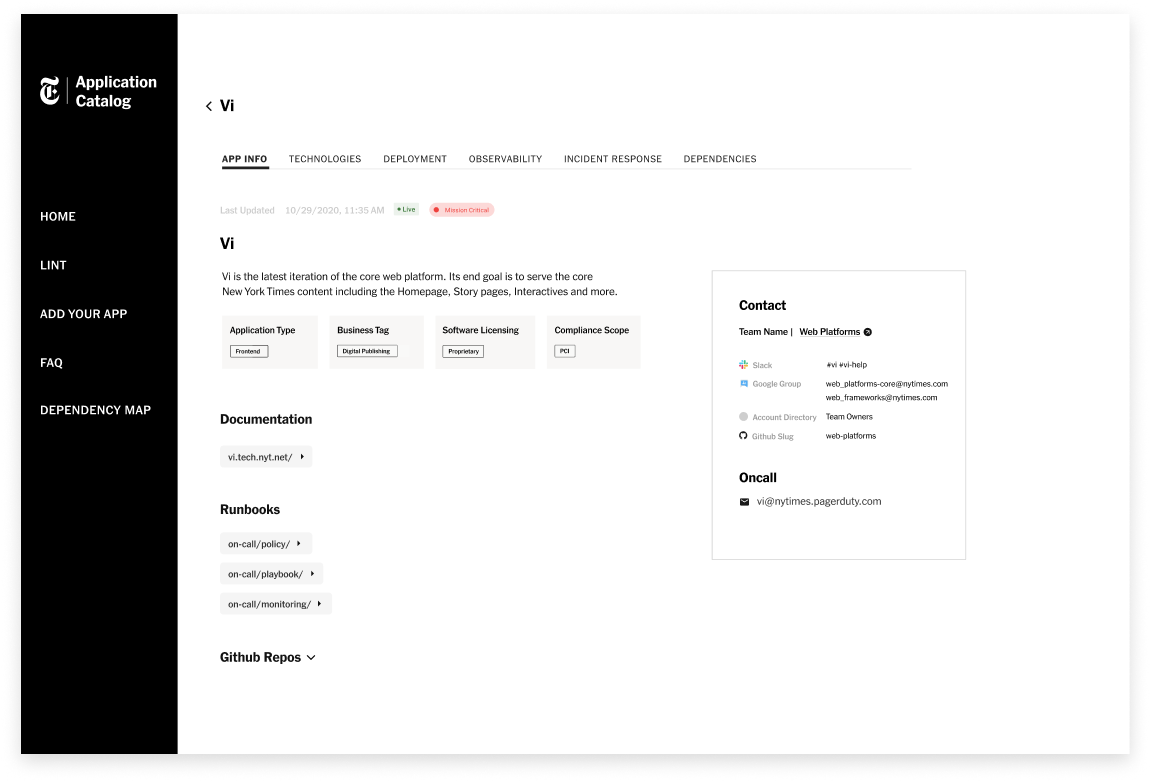 Application
Catalog
HOME
LINT
ADD YOUR APP
FAQ
DEPENDENCY MAP
Vi
APP INFO TECHNOLOGIES DEPLOYMENT OBSERVABILITY INCIDENT RESPONSE DEPENDENCIES
Last Updated 10/29/2020, 11:35 AM Live Mission Critical
Vi
Vi is the latest iteration of the core web platform. Its end goal is to serve the core
New York Times content including the Homepage, Story pages, Interactives and more.
Application Type Business Tag Software Licensing Compliance Scope
Frontend Digital Publishing Proprietary PCI
Documentation
vi.tech.nyt.net/
Runbooks
on-call/policy/
on-call/playbook/
on-call/monitoring/
Github Repos
Contact
Team Name | Web Platforms
Slack #vi #vi-help
Google Group web_platforms-core@nytimes.com
web_frameworks@nytimes.com
Account Directory Team Owners
Github Slug web-platforms
Oncall
vi@nytimes.pagerduty.com